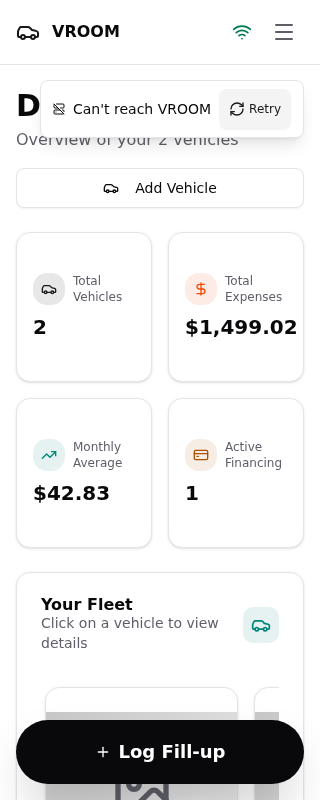 VROOM
D
Can't reach VROOM
Retry
Overview of your 2 vehicles
Add Vehicle
Total
Vehicles
2
Total
Expenses
$1,499.02
Monthly
Average
$42.83
Active
Financing
1
Your Fleet
Click on a vehicle to view
details
+ Log Fill-up